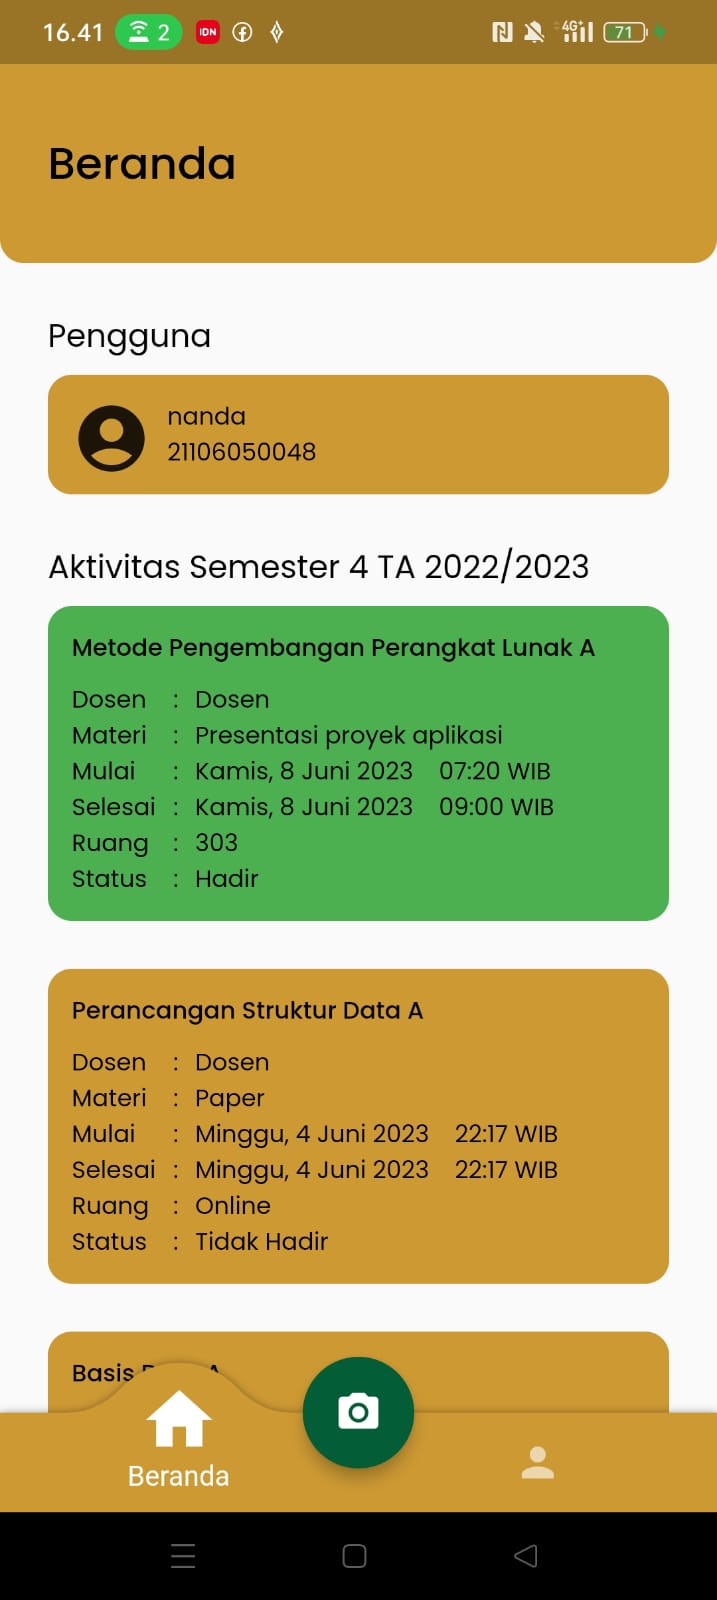 16.41 2 IDN 4G+ 71
Beranda
Pengguna
nanda
21106050048
Aktivitas Semester 4 TA 2022/2023
Metode Pengembangan Perangkat Lunak A
Dosen : Dosen
Materi : Presentasi proyek aplikasi
Mulai : Kamis, 8 Juni 2023 07:20 WIB
Selesai : Kamis, 8 Juni 2023 09:00 WIB
Ruang : 303
Status : Hadir
Perancangan Struktur Data A
Dosen : Dosen
Materi : Paper
Mulai : Minggu, 4 Juni 2023 22:17 WIB
Selesai : Minggu, 4 Juni 2023 22:17 WIB
Ruang : Online
Status : Tidak Hadir
Basis A
Beranda